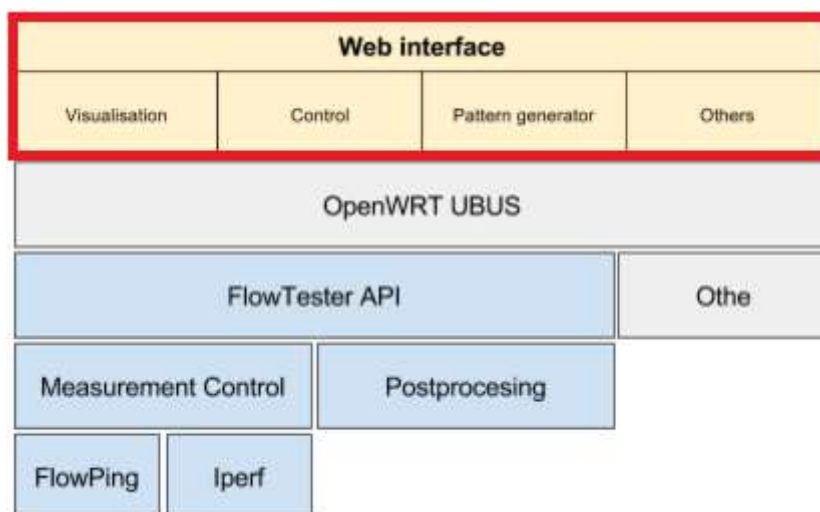 Web interface
Visualisation Control Pattern generator Others
OpenWRT UBUS
FlowTester API Othe
Measurement Control Postprocesing
FlowPing Iperf